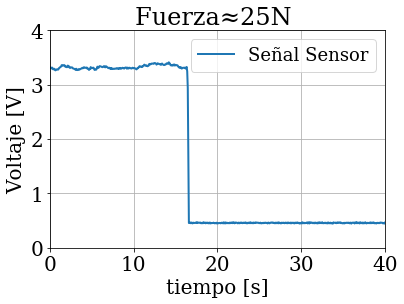 Fuerza≈25N
Señal Sensor
Voltaje [V]
4
3
2
1
0
0 10 20 30 40
tiempo [s]